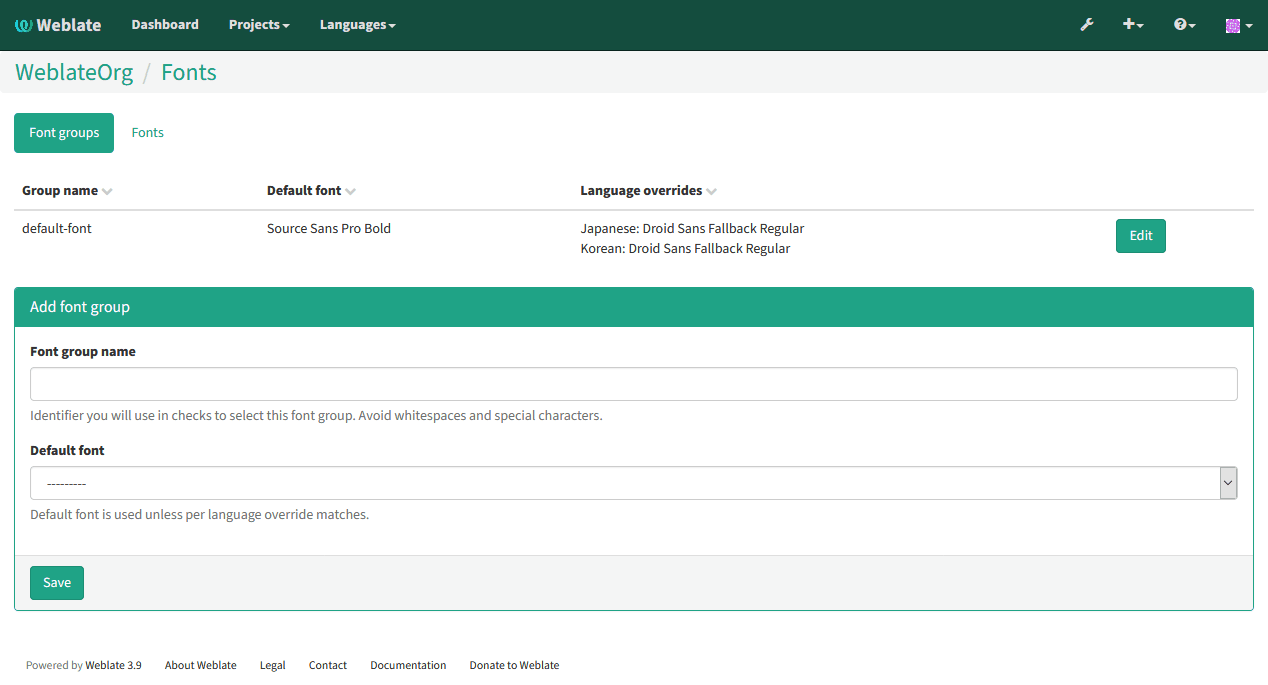 Weblate Dashboard Projects Languages
WeblateOrg / Fonts
Font groups Fonts
Group name Default font Language overrides
default-font Source Sans Pro Bold Japanese: Droid Sans Fallback Regular
Korean: Droid Sans Fallback Regular
Edit
Add font group
Font group name
Identifier you will use in checks to select this font group. Avoid whitespaces and special characters.
Default font
---------
Default font is used unless per language override matches.
Save
Powered by Weblate 3.9 About Weblate Legal Contact Documentation Donate to Weblate